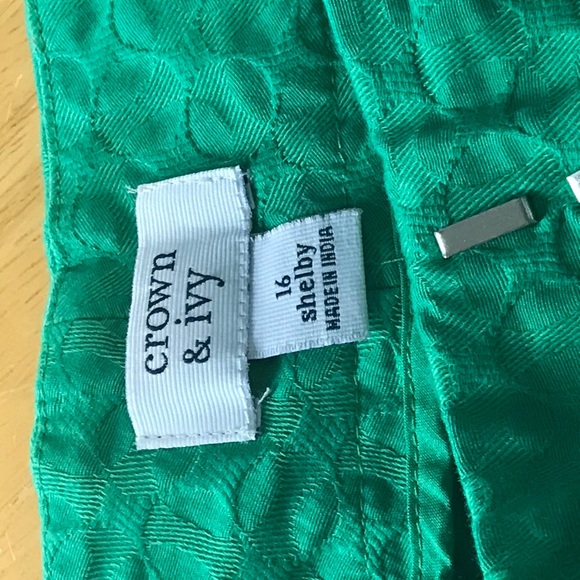 crown
& ivy
16
shelby
MADE IN INDIA